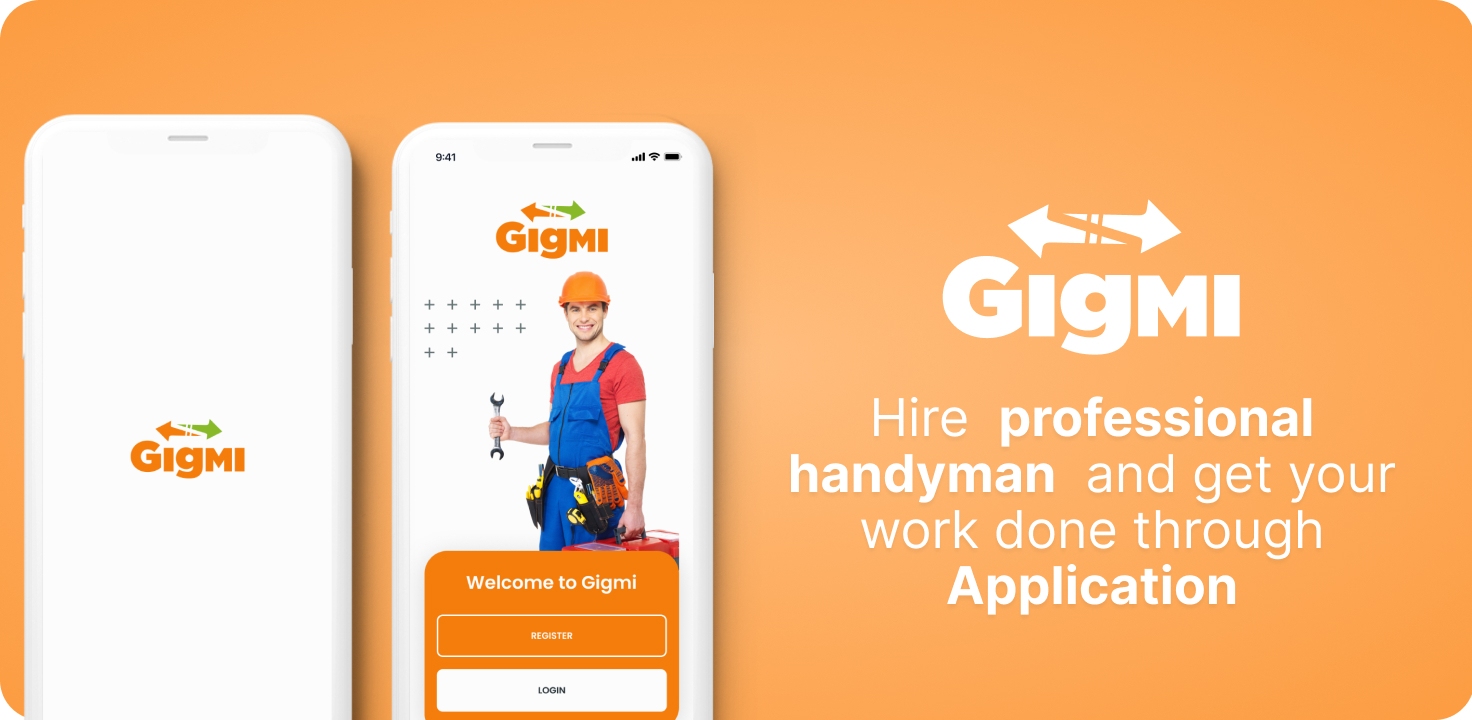 GigMI
9:41
GigMI
Welcome to Gigmi
REGISTER
LOGIN
GigMI
Hire professional
handyman and get your
work done through
Application